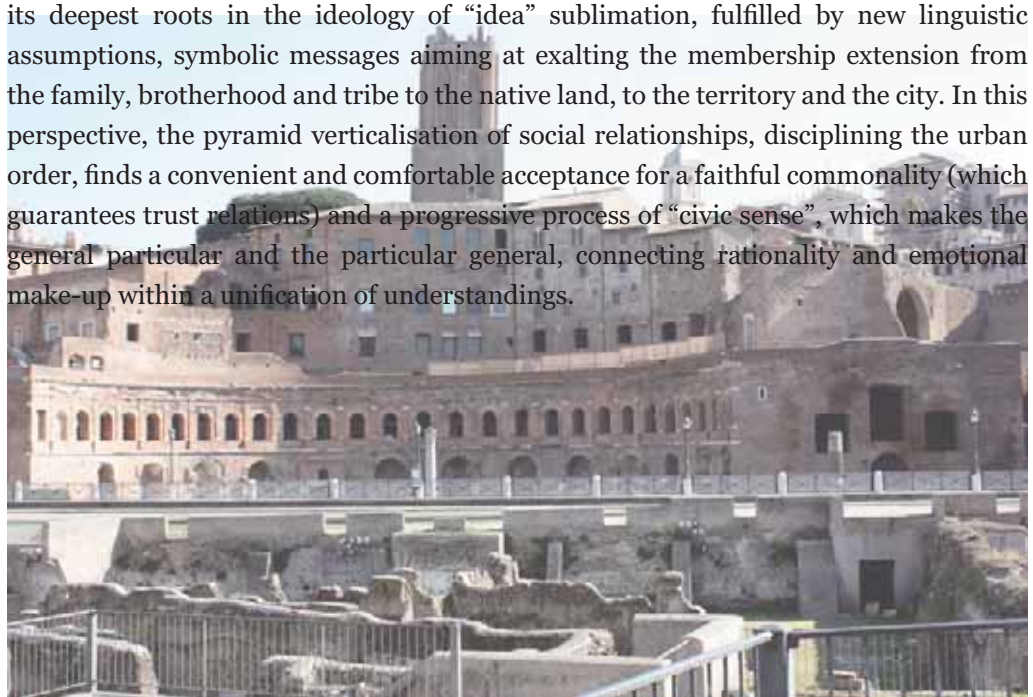 its deepest roots in the ideology of “idea” sublimation, fulfilled by new linguistic
assumptions, symbolic messages aiming at exalting the membership extension from
the family, brotherhood and tribe to the native land, to the territory and the city. In this
perspective, the pyramid verticalisation of social relationships, disciplining the urban
order, finds a convenient and comfortable acceptance for a faithful commonality (which
guarantees trust relations) and a progressive process of “civic sense”, which makes the
general particular and the particular general, connecting rationality and emotional
make-up within a unification of understandings.